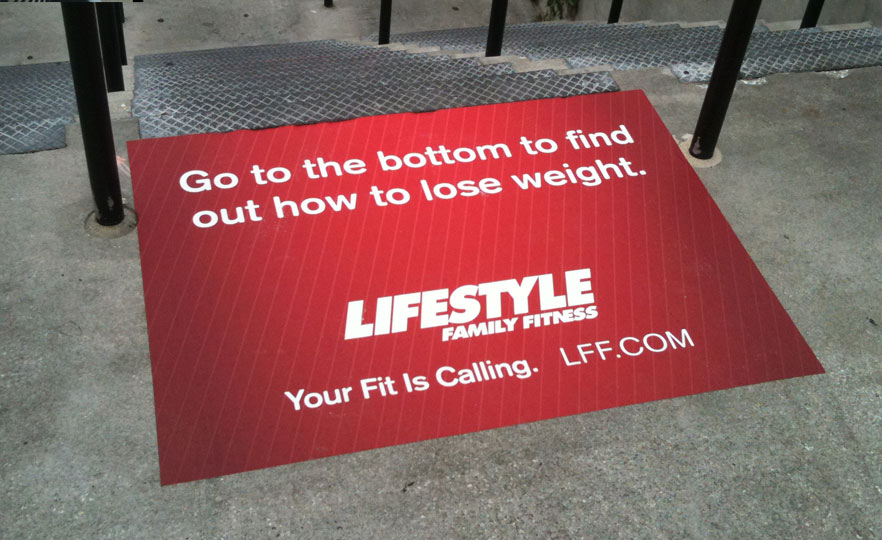 Go to the bottom to find
out how to lose weight.
LIFESTYLE
FAMILY FITNESS
Your Fit Is Calling. LFF.COM